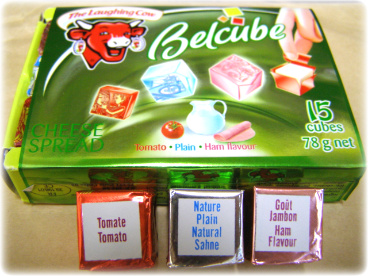 The Laughing Cow
Belcube
CHEESE
SPREAD
Tomato • Plain • Ham flavour
15
cubes
78 g net
Tomate
Tomato
Nature
Plain
Natural
Sahne
Goût
Jambon
Ham
Flavour